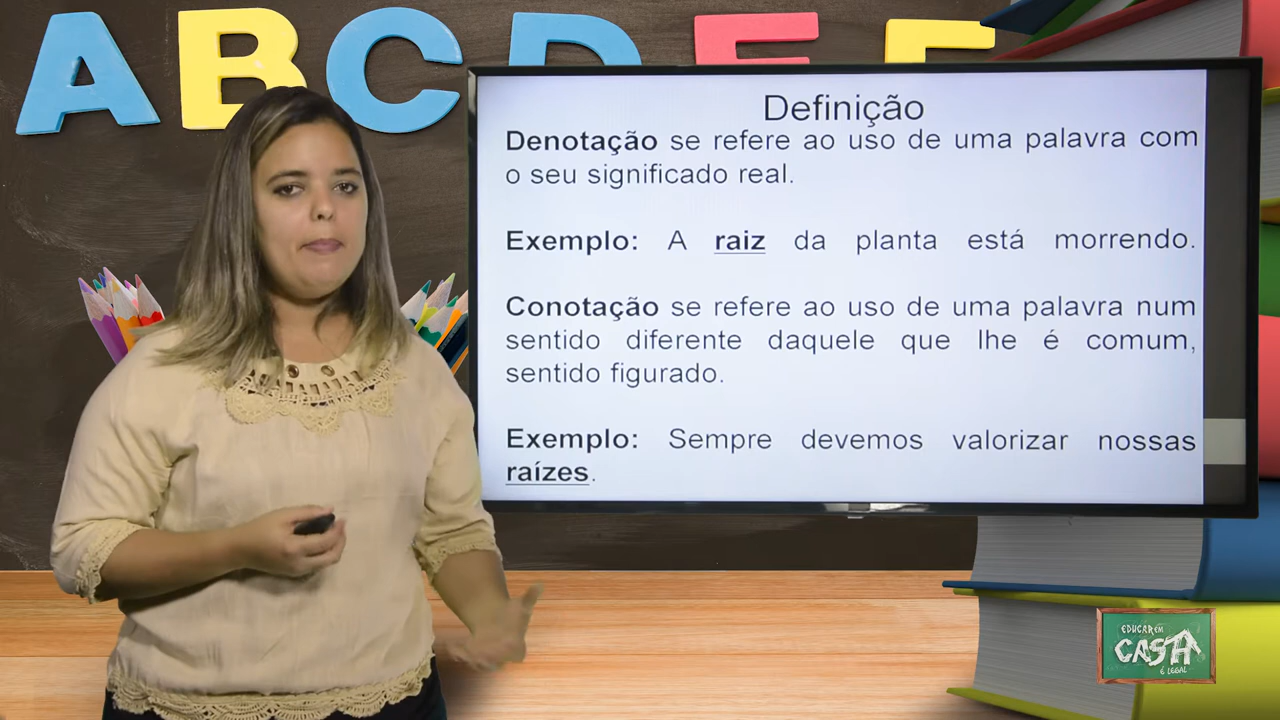 ABCDEF
Definição
Denotação se refere ao uso de uma palavra com
o seu significado real.
Exemplo: A raiz da planta está morrendo.
Conotação se refere ao uso de uma palavra num
sentido diferente daquele que lhe é comum,
sentido figurado.
Exemplo: Sempre devemos valorizar nossas
raízes.
EDUCAR EM
CASA
É LEGAL